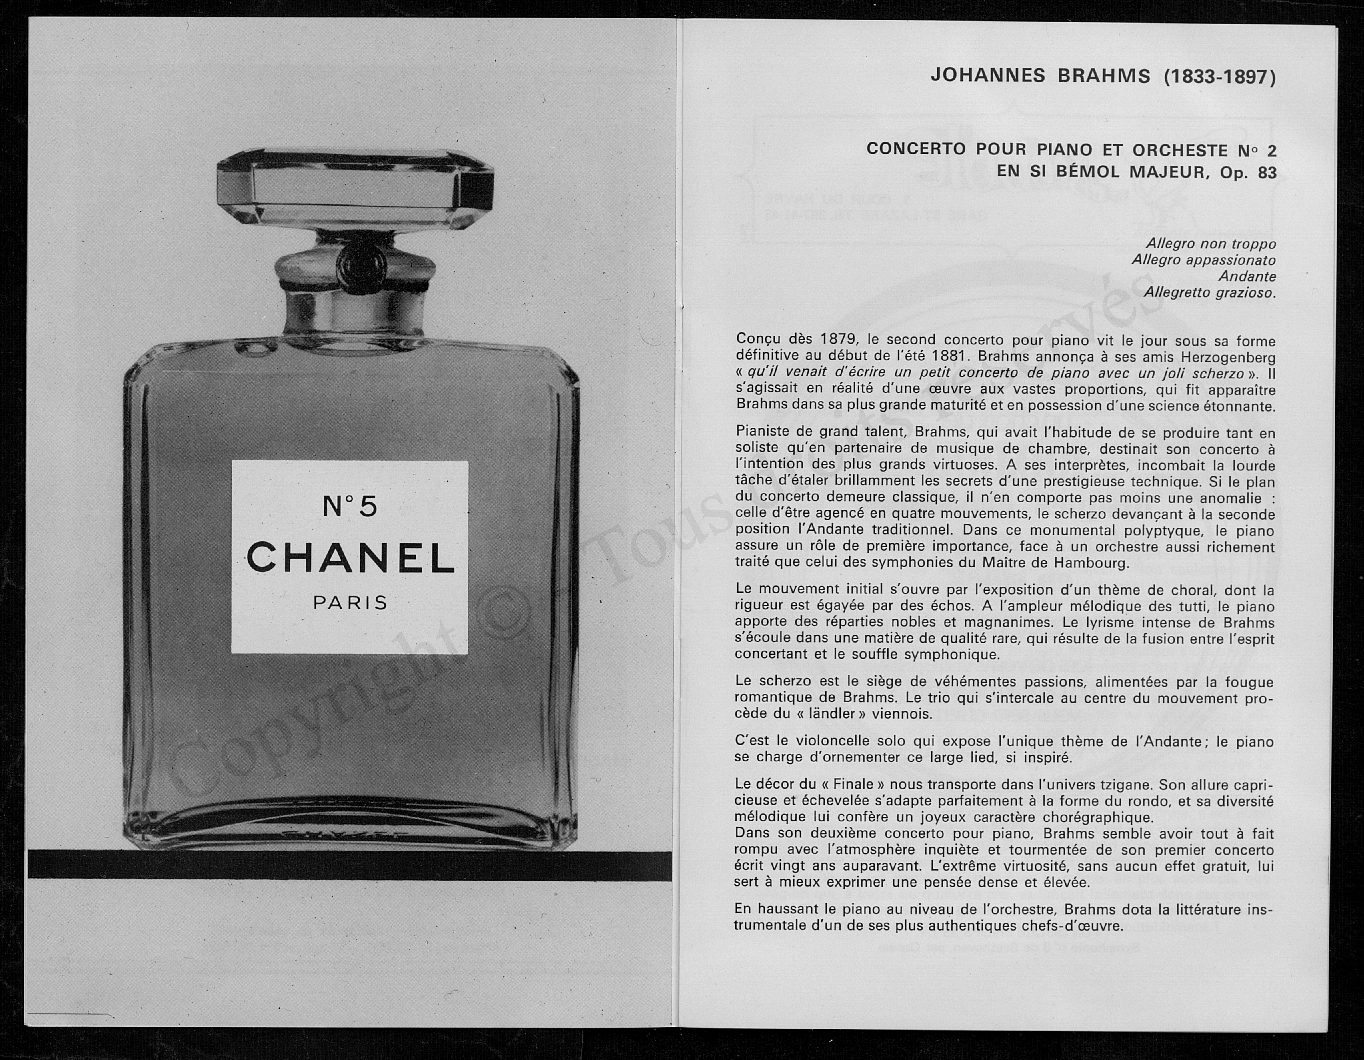 N° 5
CHANEL
PARIS
JOHANNES BRAHMS (1833-1897)
CONCERTO POUR PIANO ET ORCHESTE No 2
EN SI BÉMOL MAJEUR, Op. 83
Allegro non troppo
Allegro appassionato
Andante
Allegretto grazioso.
Conçu dès 1879, le second concerto pour piano vit le jour sous sa forme
définitive au début de l'été 1881. Brahms annonça à ses amis Herzogenberg
« qu'il venait d'écrire un petit concerto de piano avec un joli scherzo ». Il
s'agissait en réalité d'une œuvre aux vastes proportions, qui fit apparaître
Brahms dans sa plus grande maturité et en possession d'une science étonnante.
Pianiste de grand talent, Brahms, qui avait l'habitude de se produire tant en
soliste qu'en partenaire de musique de chambre, destinait son concerto à
l'intention des plus grands virtuoses. A ses interprètes, incombait la lourde
tâche d'étaler brillamment les secrets d'une prestigieuse technique. Si le plan
du concerto demeure classique, il n'en comporte pas moins une anomalie :
celle d'être agencé en quatre mouvements, le scherzo devançant à la seconde
position l'Andante traditionnel. Dans ce monumental polyptyque, le piano
assure un rôle de première importance, face à un orchestre aussi richement
traité que celui des symphonies du Maitre de Hambourg.
Le mouvement initial s'ouvre par l'exposition d'un thème de choral, dont la
rigueur est égayée par des échos. A l'ampleur mélodique des tutti, le piano
apporte des réparties nobles et magnanimes. Le lyrisme intense de Brahms
s'écoule dans une matière de qualité rare, qui résulte de la fusion entre l'esprit
concertant et le souffle symphonique.
Le scherzo est le siège de véhémentes passions, alimentées par la fougue
romantique de Brahms. Le trio qui s'intercale au centre du mouvement pro-
cède du « ländler » viennois.
C'est le violoncelle solo qui expose l'unique thème de l'Andante ; le piano
se charge d'ornementer ce large lied, si inspiré.
Le décor du « Finale » nous transporte dans l'univers tzigane. Son allure capri-
cieuse et échevelée s'adapte parfaitement à la forme du rondo, et sa diversité
mélodique lui confère un joyeux caractère chorégraphique.
Dans son deuxième concerto pour piano, Brahms semble avoir tout à fait
rompu avec l'atmosphère inquiète et tourmentée de son premier concerto
écrit vingt ans auparavant. L'extrême virtuosité, sans aucun effet gratuit, lui
sert à mieux exprimer une pensée dense et élevée.
En haussant le piano au niveau de l'orchestre, Brahms dota la littérature ins-
trumentale d'un de ses plus authentiques chefs-d'œuvre.
Copyright © Tous droits réservés